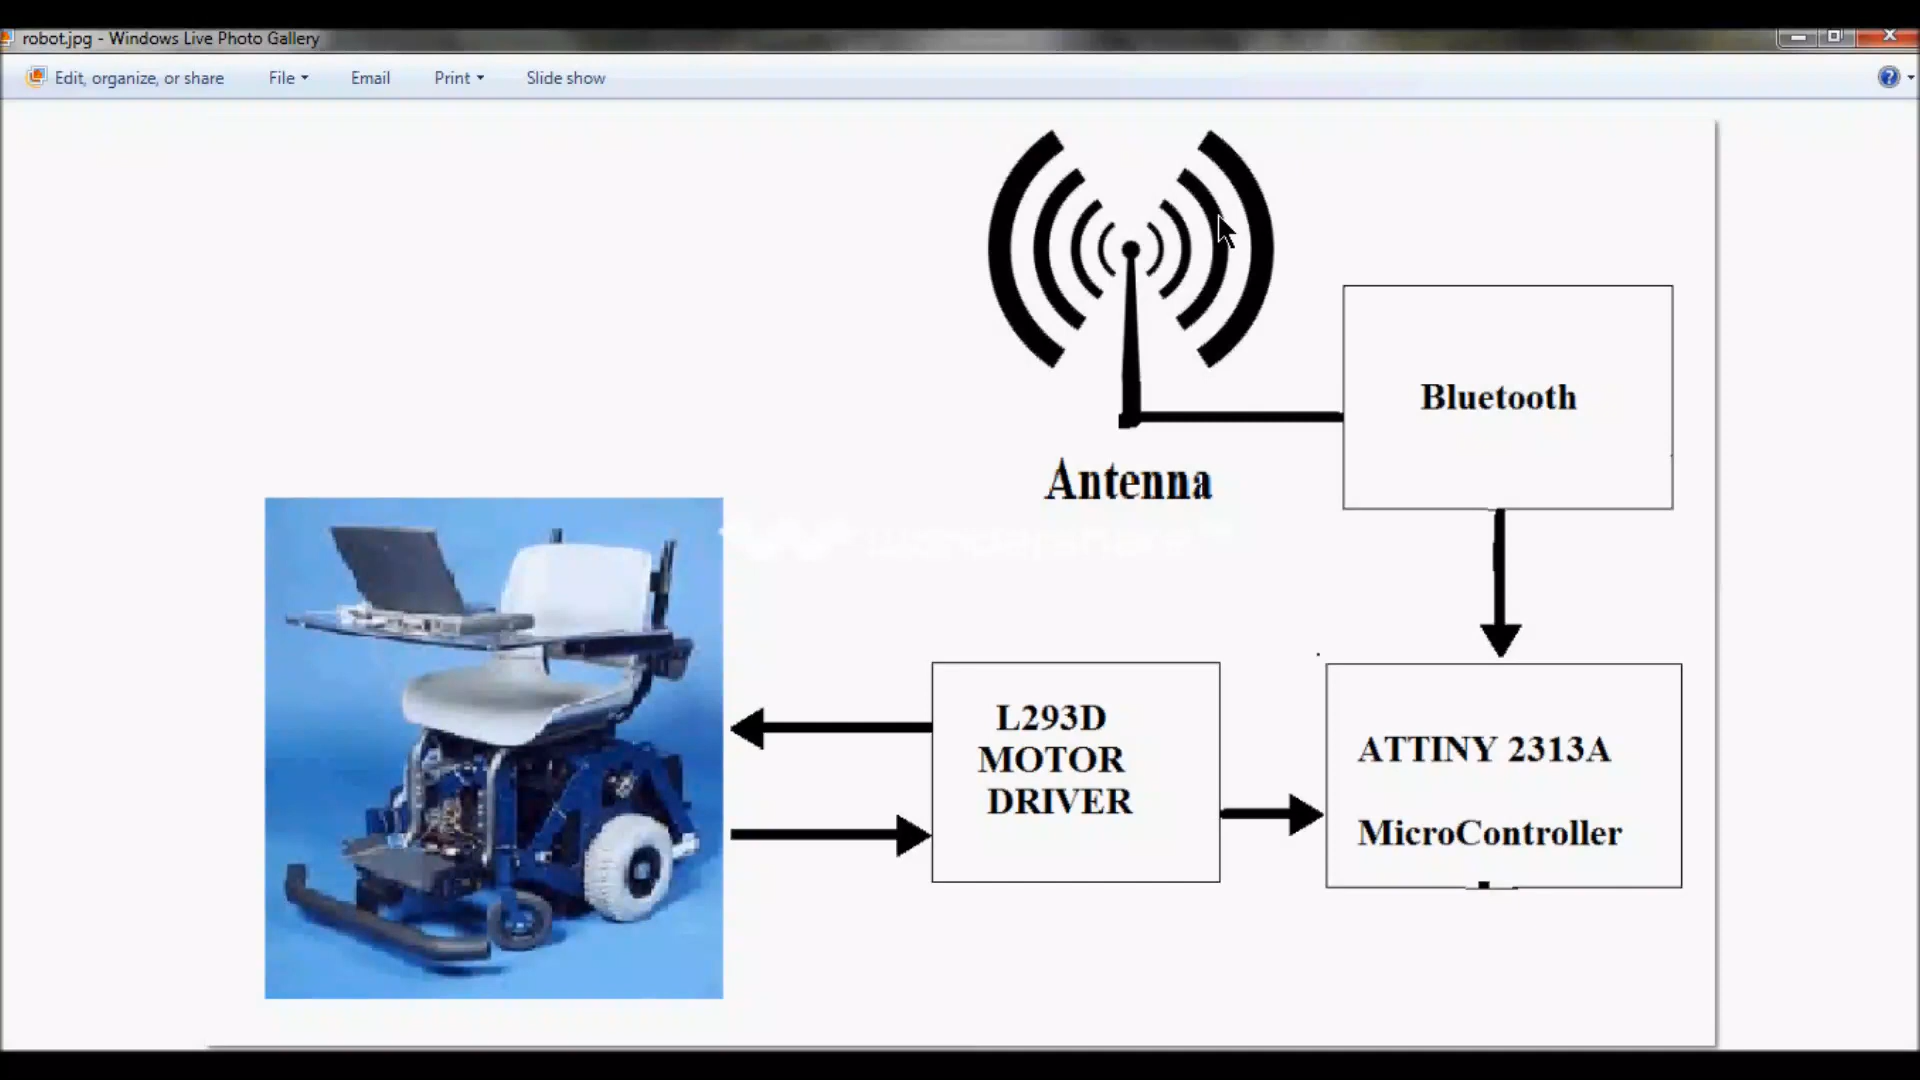 robot.jpg - Windows Live Photo Gallery
Edit, organize, or share File Email Print Slide show
Bluetooth
Antenna
wondershare
L293D
MOTOR
DRIVER
ATTINY 2313A
MicroController